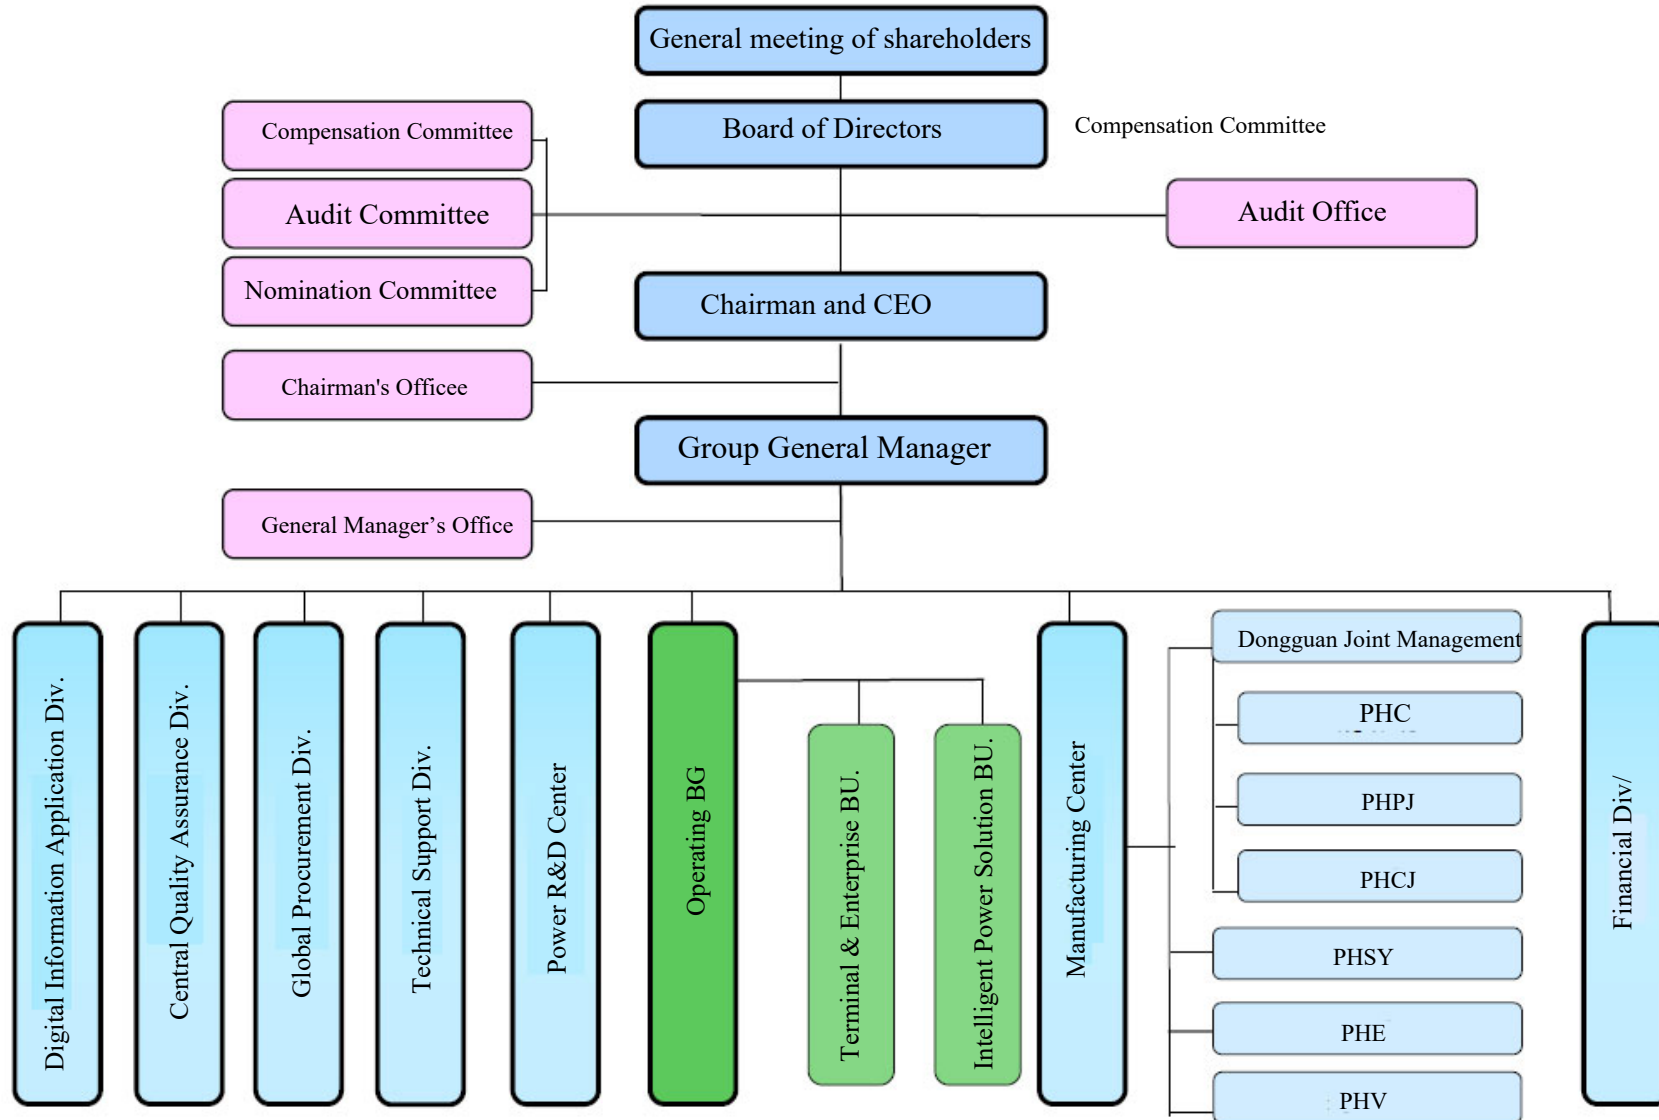 General meeting of shareholders
Compensation Committee
Board of Directors
Compensation Committee
Audit Committee
Audit Office
Nomination Committee
Chairman and CEO
Chairman's Officee
Group General Manager
General Manager’s Office
Digital Information Application Div.
Central Quality Assurance Div.
Global Procurement Div.
Technical Support Div.
Power R&D Center
Operating BG
Terminal & Enterprise BU.
Intelligent Power Solution BU.
Manufacturing Center
Dongguan Joint Management
PHC
PHPJ
PHCJ
PHSY
PHE
PHV
Financial Div/